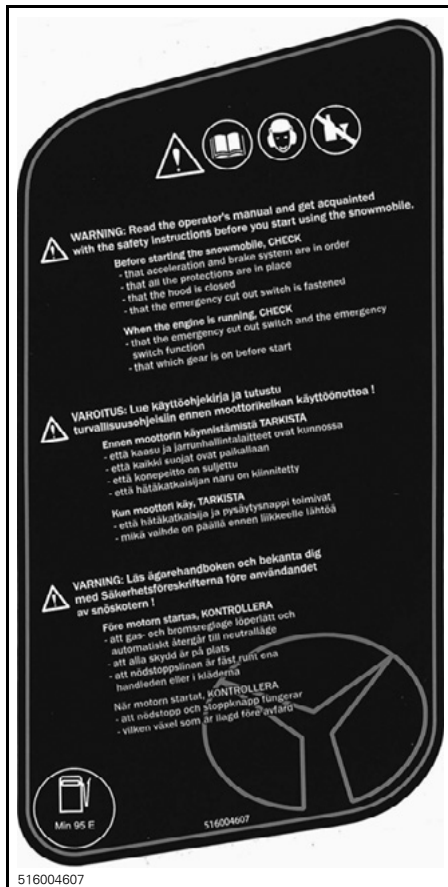 WARNING: Read the operator's manual and get acquainted
with the safety instructions before you start using the snowmobile.
Before starting the snowmobile, CHECK
- that acceleration and brake system are in order
- that all the protections are in place
- that the hood is closed
- that the emergency cut out switch is fastened
When the engine is running, CHECK
- that the emergency cut out switch and the emergency
switch function
- that which gear is on before start
VAROITUS: Lue käyttöohjekirja ja tutustu
turvallisuusohjeisiin ennen moottorikelkan käyttöönottoa !
Ennen moottorin käynnistämistä TARKISTA
- että kaasu ja jarrunhallintalaitteet ovat kunnossa
- että kaikki suojat ovat paikallaan
- että konepeitto on suljettu
- että hätäkatkaisijan naru on kiinnitetty
Kun moottori käy, TARKISTA
- että hätäkatkaisija ja pysäytysnappi toimivat
- mikä vaihde on päällä ennen liikkeelle lähtöä
VARNING: Läs ägarehandboken och bekanta dig
med Säkerhetsföreskrifterna före användandet
av snöskotern !
Före motorn startas, KONTROLLERA
- att gas- och bromsreglage löperlätt och
automatiskt återgår till neutralläge
- att alla skydd är på plats
- att nödstoppslinan är fäst runt ena
handleden eller i kläderna
När motorn startat, KONTROLLERA
- att nödstopp och stoppknapp füngerar
- vilken växel som är ilagd före avfärd
Min 95 E
516004607
516004607